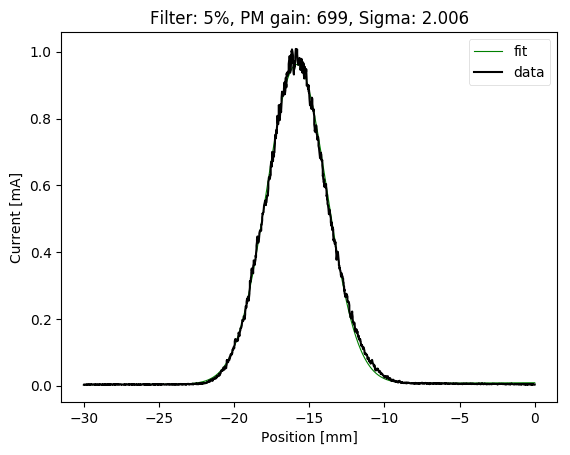 Filter: 5%, PM gain: 699, Sigma: 2.006
fit
data
1.0
0.8
0.6
0.4
0.2
0.0
Current [mA]
−30
−25
−20
−15
−10
−5
0
Position [mm]